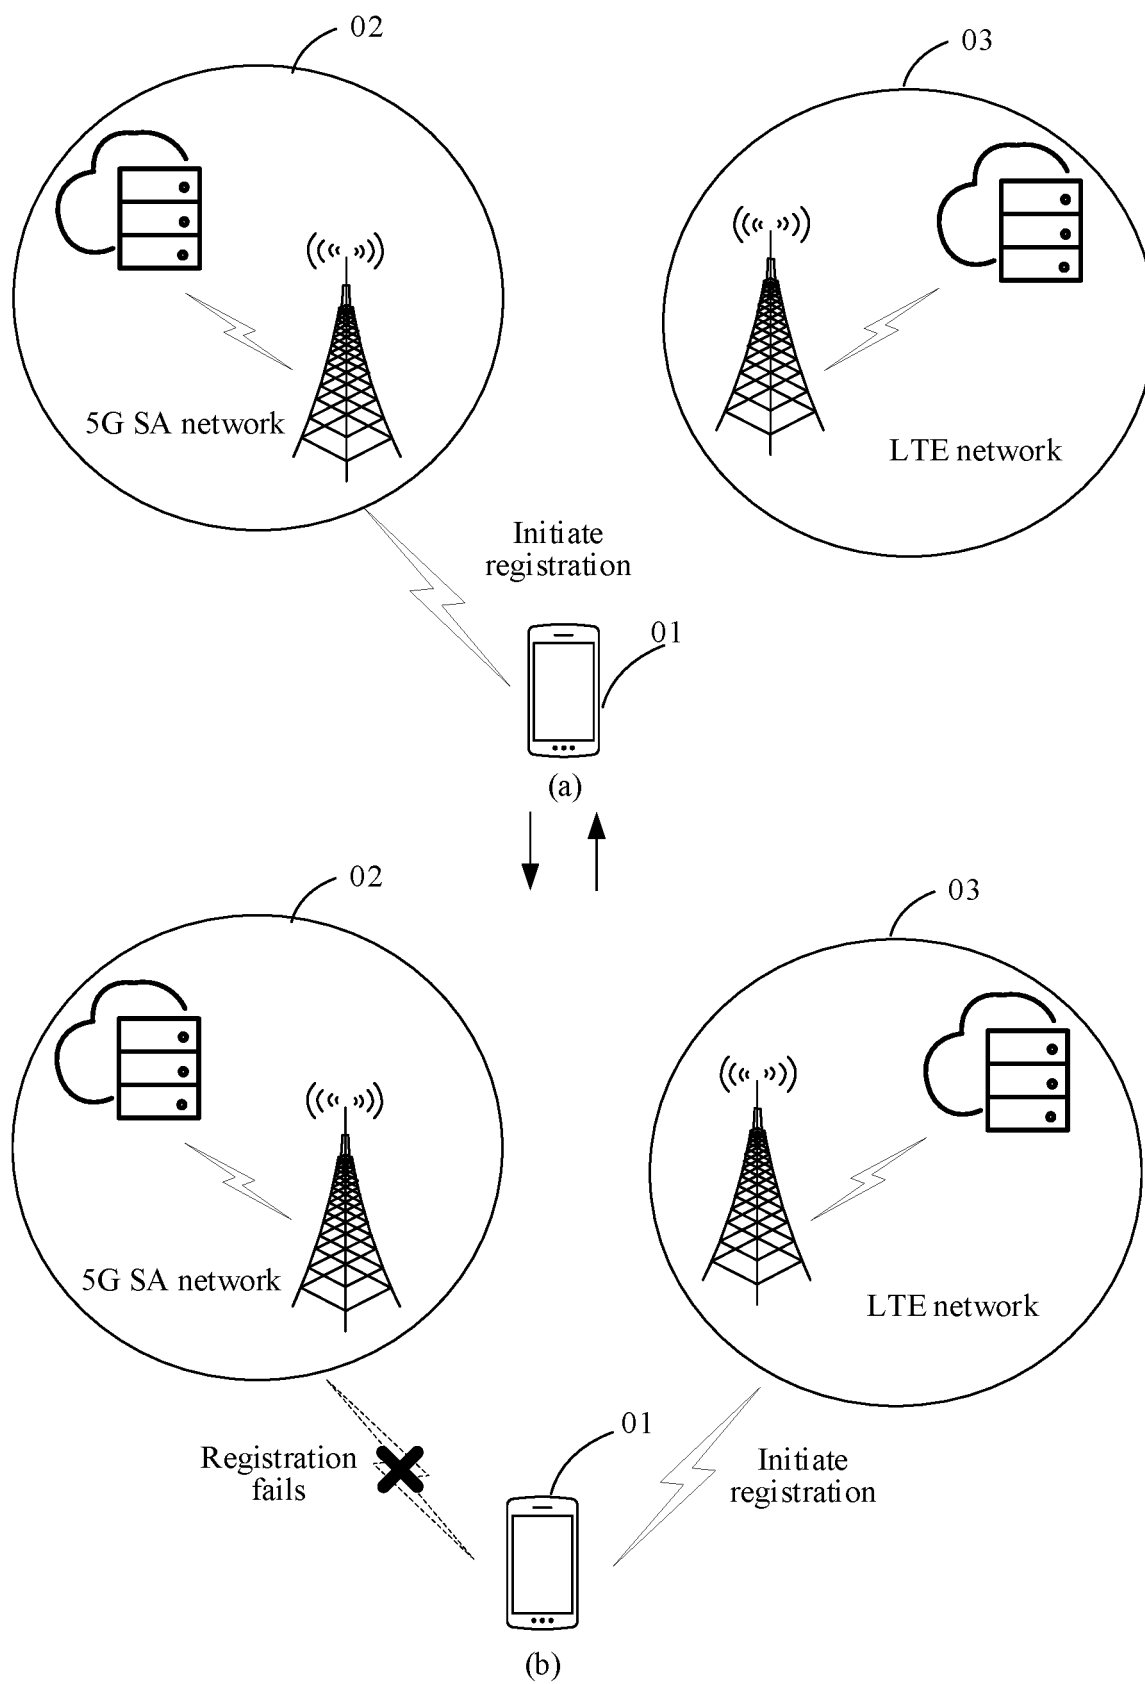 02
03
5G SA network
LTE network
Initiate
registration
01
(a)
02
03
5G SA network
LTE network
01
Registration
fails
Initiate
registration
(b)